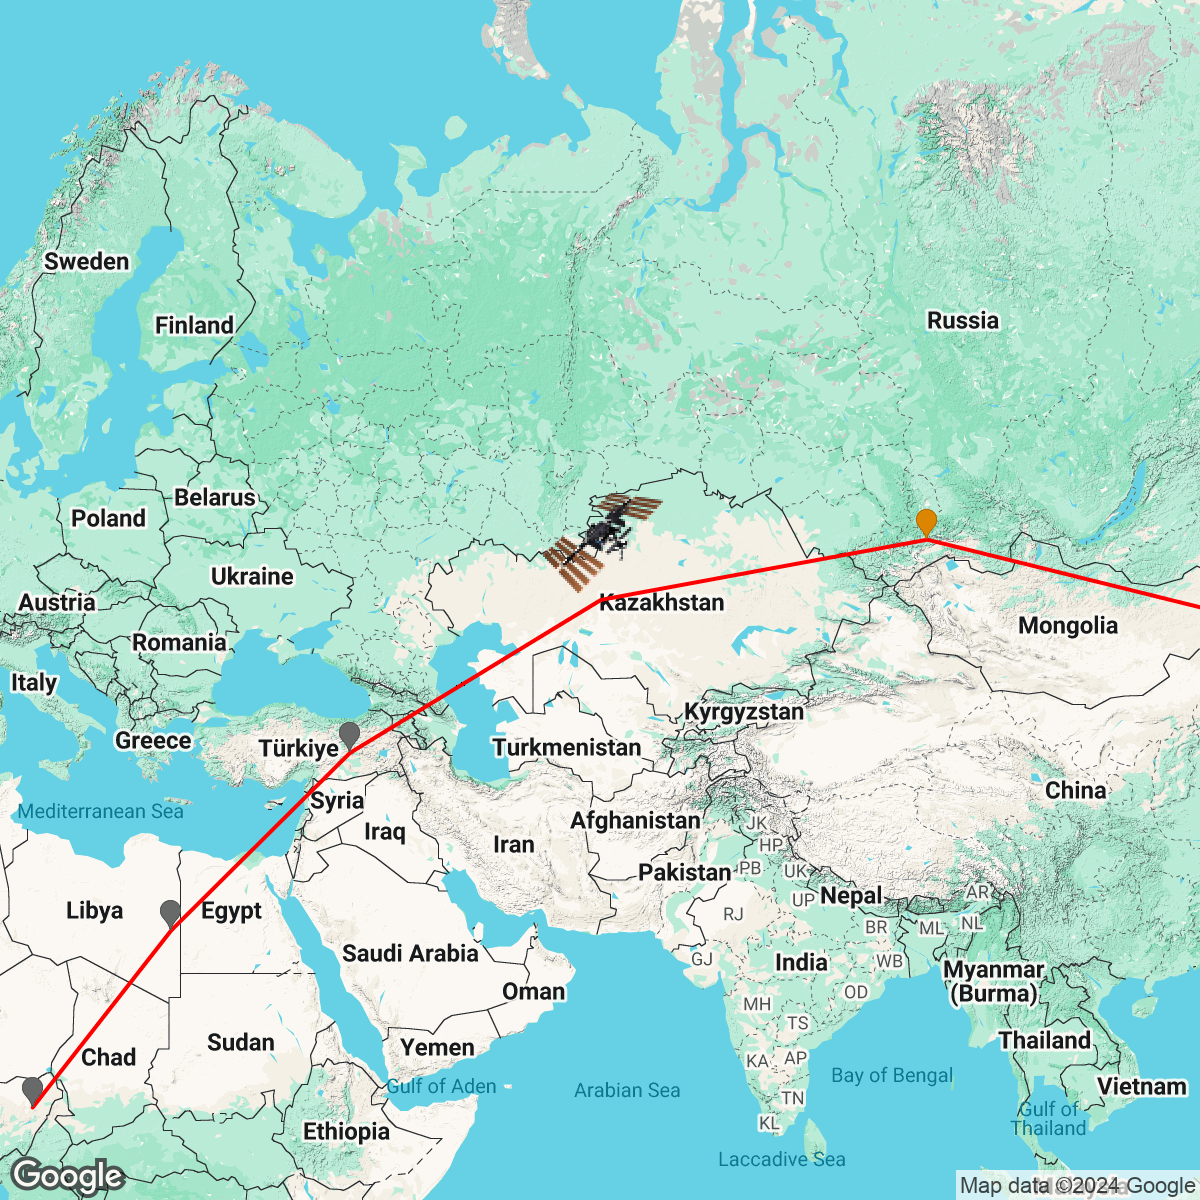 Sweden
Finland
Russia
Belarus
Poland
Ukraine
Austria
Kazakhstan
Romania
Mongolia
Italy
Kyrgyzstan
Greece
Türkiye
Turkmenistan
China
Syria
Mediterranean Sea
Afghanistan
JK
Iraq
Iran
HP
Pakistan
PB
UK
Nepal
AR
UP
Libya
Egypt
RJ
BR
ML
NL
Saudi Arabia
GJ
India
WB
Myanmar
(Burma)
Oman
OD
MH
TS
Sudan
Chad
Yemen
KA
AP
Thailand
Gulf of Aden
Arabian Sea
Bay of Bengal
Vietnam
TN
Gulf of
Thailand
KL
Ethiopia
Laccadive Sea
Google
Map data ©2024 Google